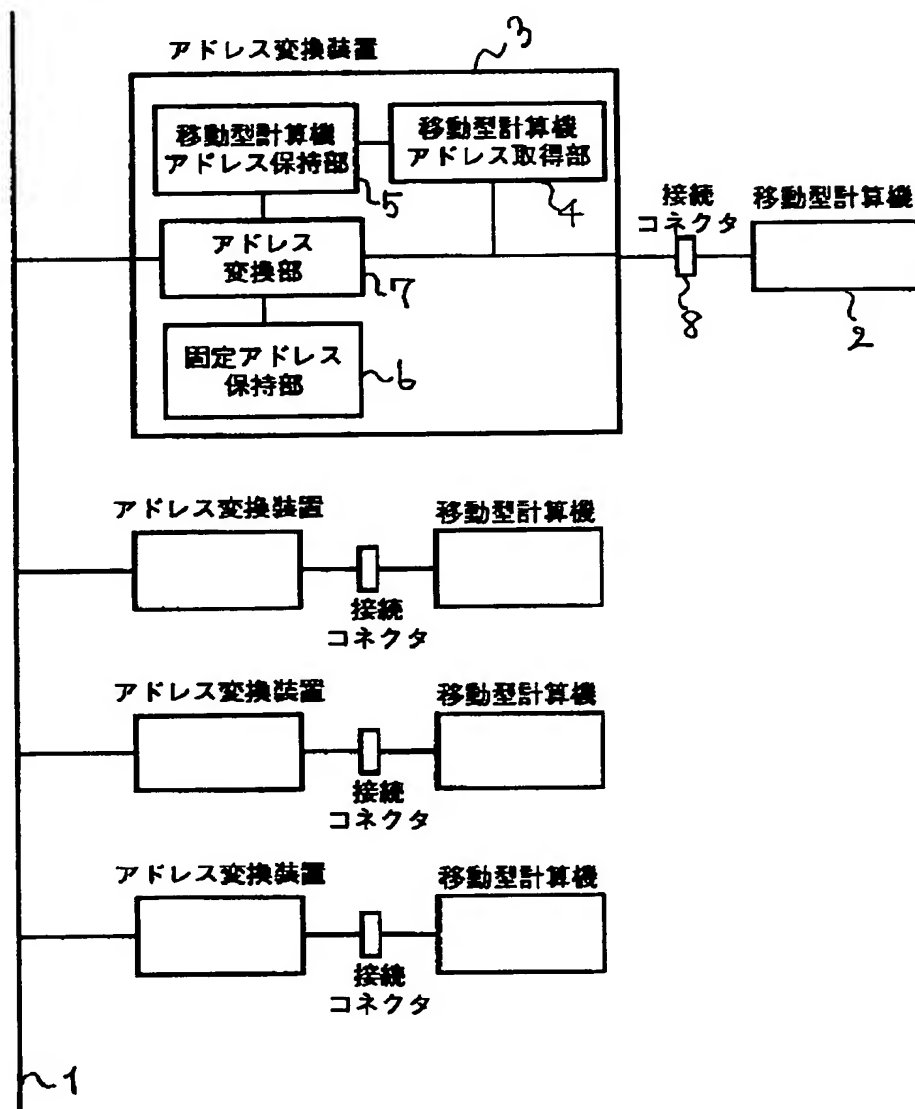 アドレス変換装置
3
移動型計算機
アドレス保持部
5
移動型計算機
アドレス取得部
4
アドレス
変換部
7
固定アドレス
保持部
6
接続
コネクタ
8
移動型計算機
2
アドレス変換装置
移動型計算機
接続
コネクタ
アドレス変換装置
移動型計算機
接続
コネクタ
アドレス変換装置
移動型計算機
接続
コネクタ
1